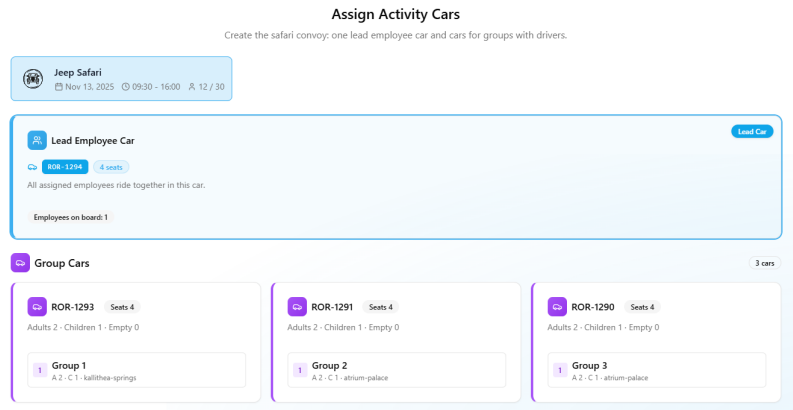 Assign Activity Cars
Create the safari convoy: one lead employee car and cars for groups with drivers.
Jeep Safari
Nov 13, 2025 09:30 - 16:00 12 / 30
Lead Car
Lead Employee Car
ROR-1294 4 seats
All assigned employees ride together in this car.
Employees on board: 1
Group Cars 3 cars
ROR-1293 Seats 4
Adults 2 · Children 1 · Empty 0
1 Group 1
A 2 · C 1 · kallithea-springs
ROR-1291 Seats 4
Adults 2 · Children 1 · Empty 0
1 Group 2
A 2 · C 1 · atrium-palace
ROR-1290 Seats 4
Adults 2 · Children 1 · Empty 0
1 Group 3
A 2 · C 1 · atrium-palace